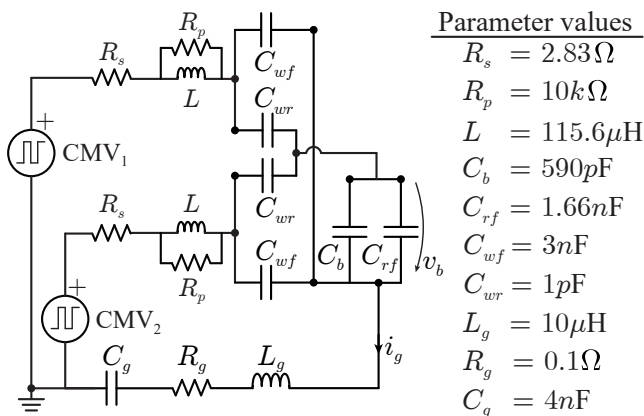 R_p
R_s
L
C_wf
C_wr
CMV_1
+
R_s
L
C_wr
R_p
C_wf
C_b
C_rf
v_b
CMV_2
+
C_g
R_g
L_g
i_g
Parameter values
R_s = 2.83Ω
R_p = 10kΩ
L = 115.6μH
C_b = 590pF
C_rf = 1.66nF
C_wf = 3nF
C_wr = 1pF
L_g = 10μH
R_g = 0.1Ω
C_g = 4nF